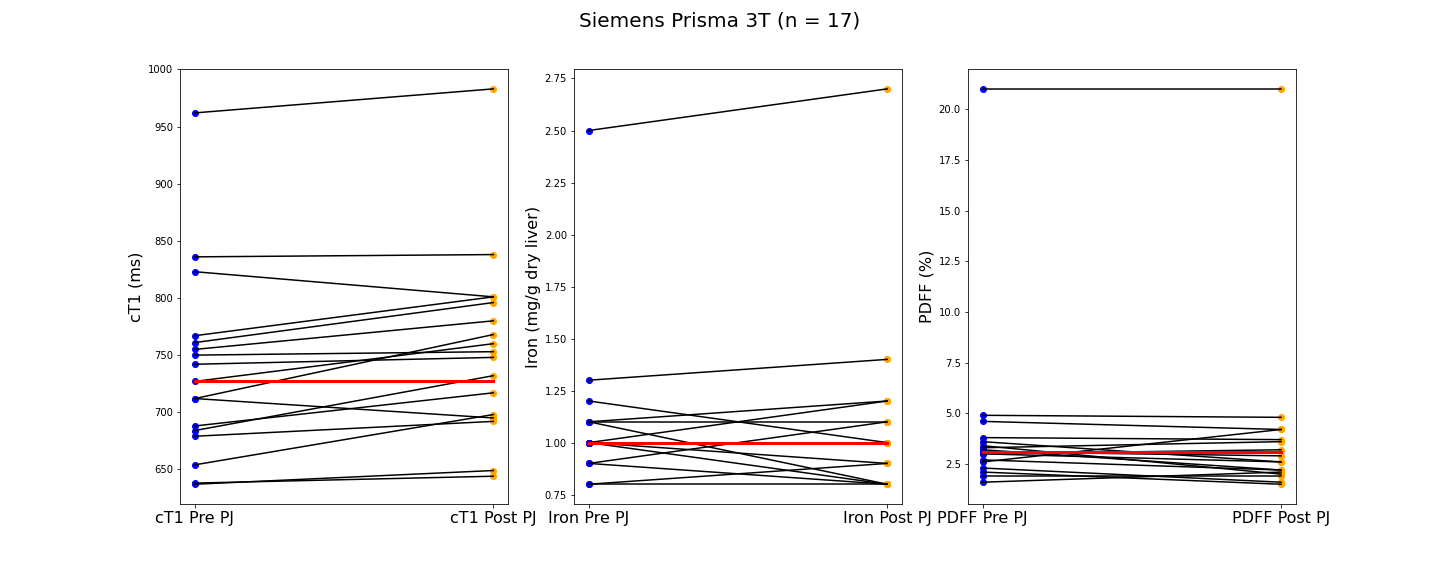 Siemens Prisma 3T (n = 17)
cT1 (ms)
1000
950
900
850
800
750
700
650
cT1 Pre PJ
cT1 Post PJ
Iron (mg/g dry liver)
2.75
2.50
2.25
2.00
1.75
1.50
1.25
1.00
0.75
Iron Pre PJ
Iron Post PJ
PDFF (%)
20.0
17.5
15.0
12.5
10.0
7.5
5.0
2.5
PDFF Pre PJ
PDFF Post PJ